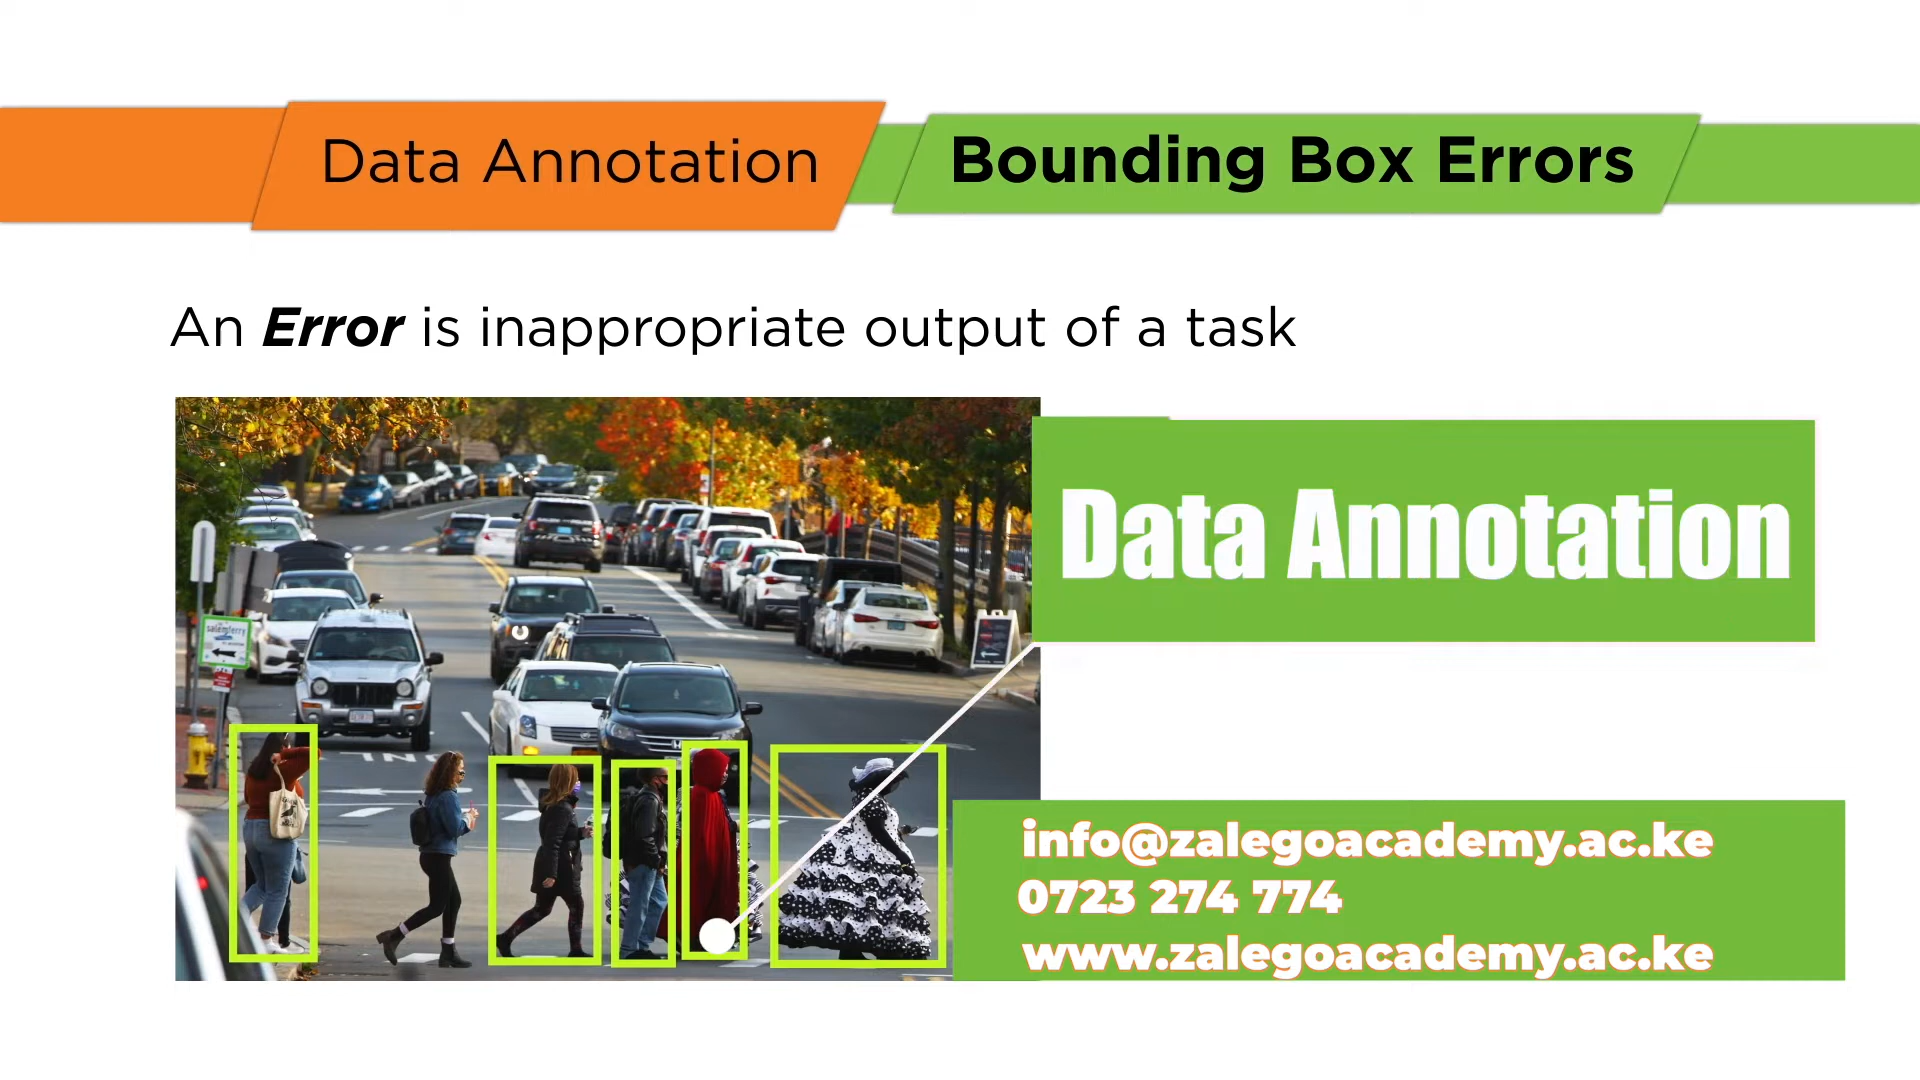 Data Annotation
Bounding Box Errors
An Error is inappropriate output of a task
Data Annotation
info@zalegoacademy.ac.ke
0723 274 774
www.zalegoacademy.ac.ke